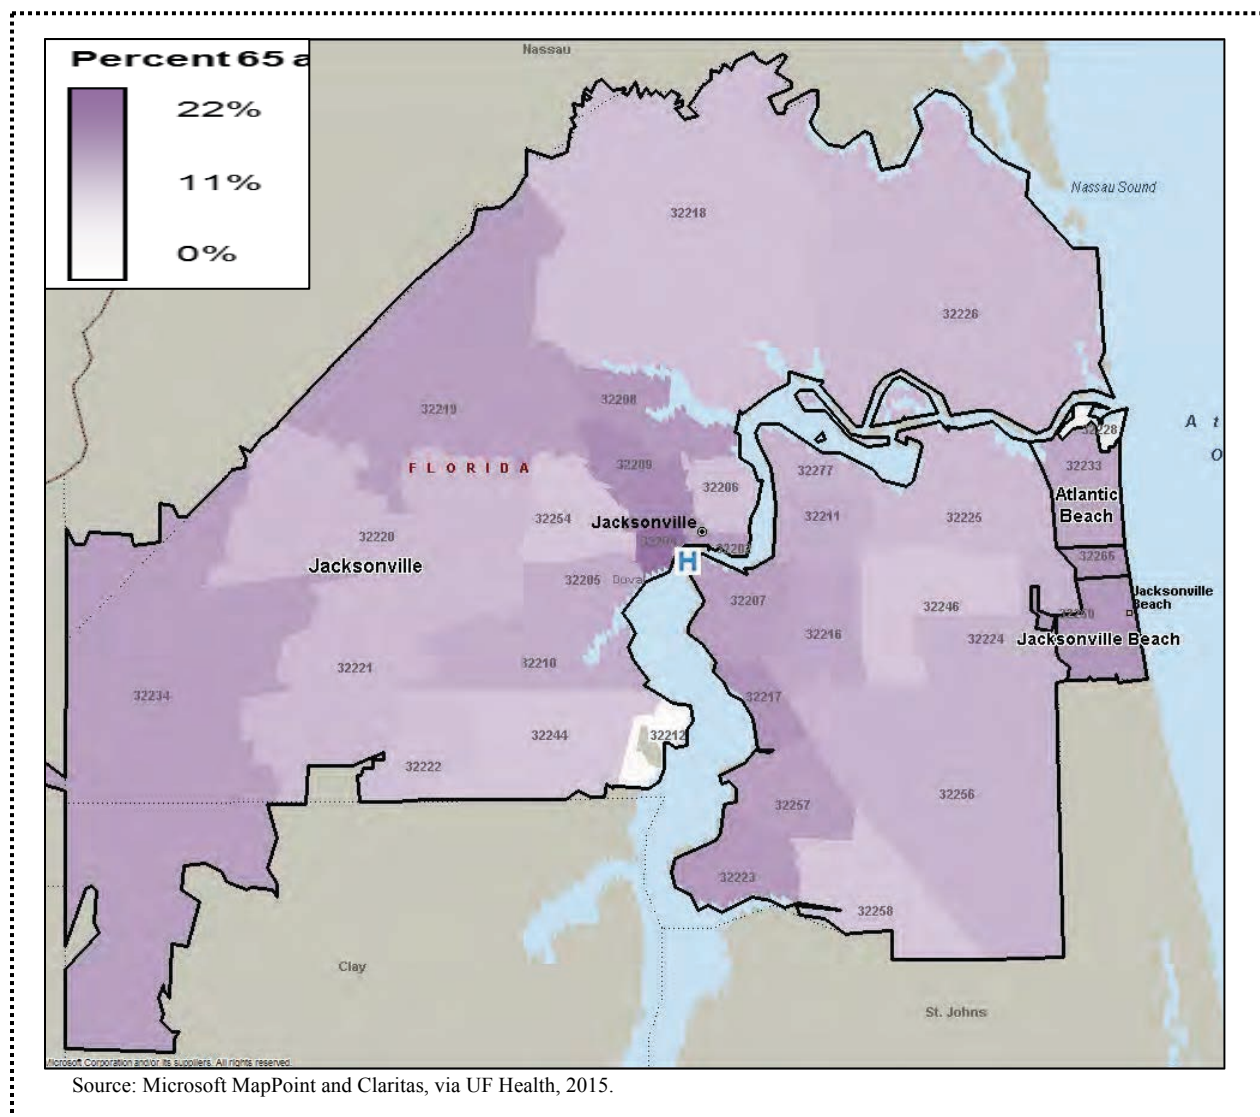 Percent 65 a
22%
11%
0%
Nassau
Nassau Sound
32218
32226
32219
32208
A t
O
32228
32209
32233
FLORIDA
32277
32206
Atlantic
Beach
32254
Jacksonville
32211
32225
32220
Jacksonville
32205
32207
32246
Jacksonville
Beach
32216
32224
Jacksonville Beach
32221
32210
32234
32217
32244
32212
32222
32257
32256
32223
32258
Clay
St. Johns
Microsoft Corporation and/or its suppliers. All rights reserved.
Source: Microsoft MapPoint and Claritas, via UF Health, 2015.
H